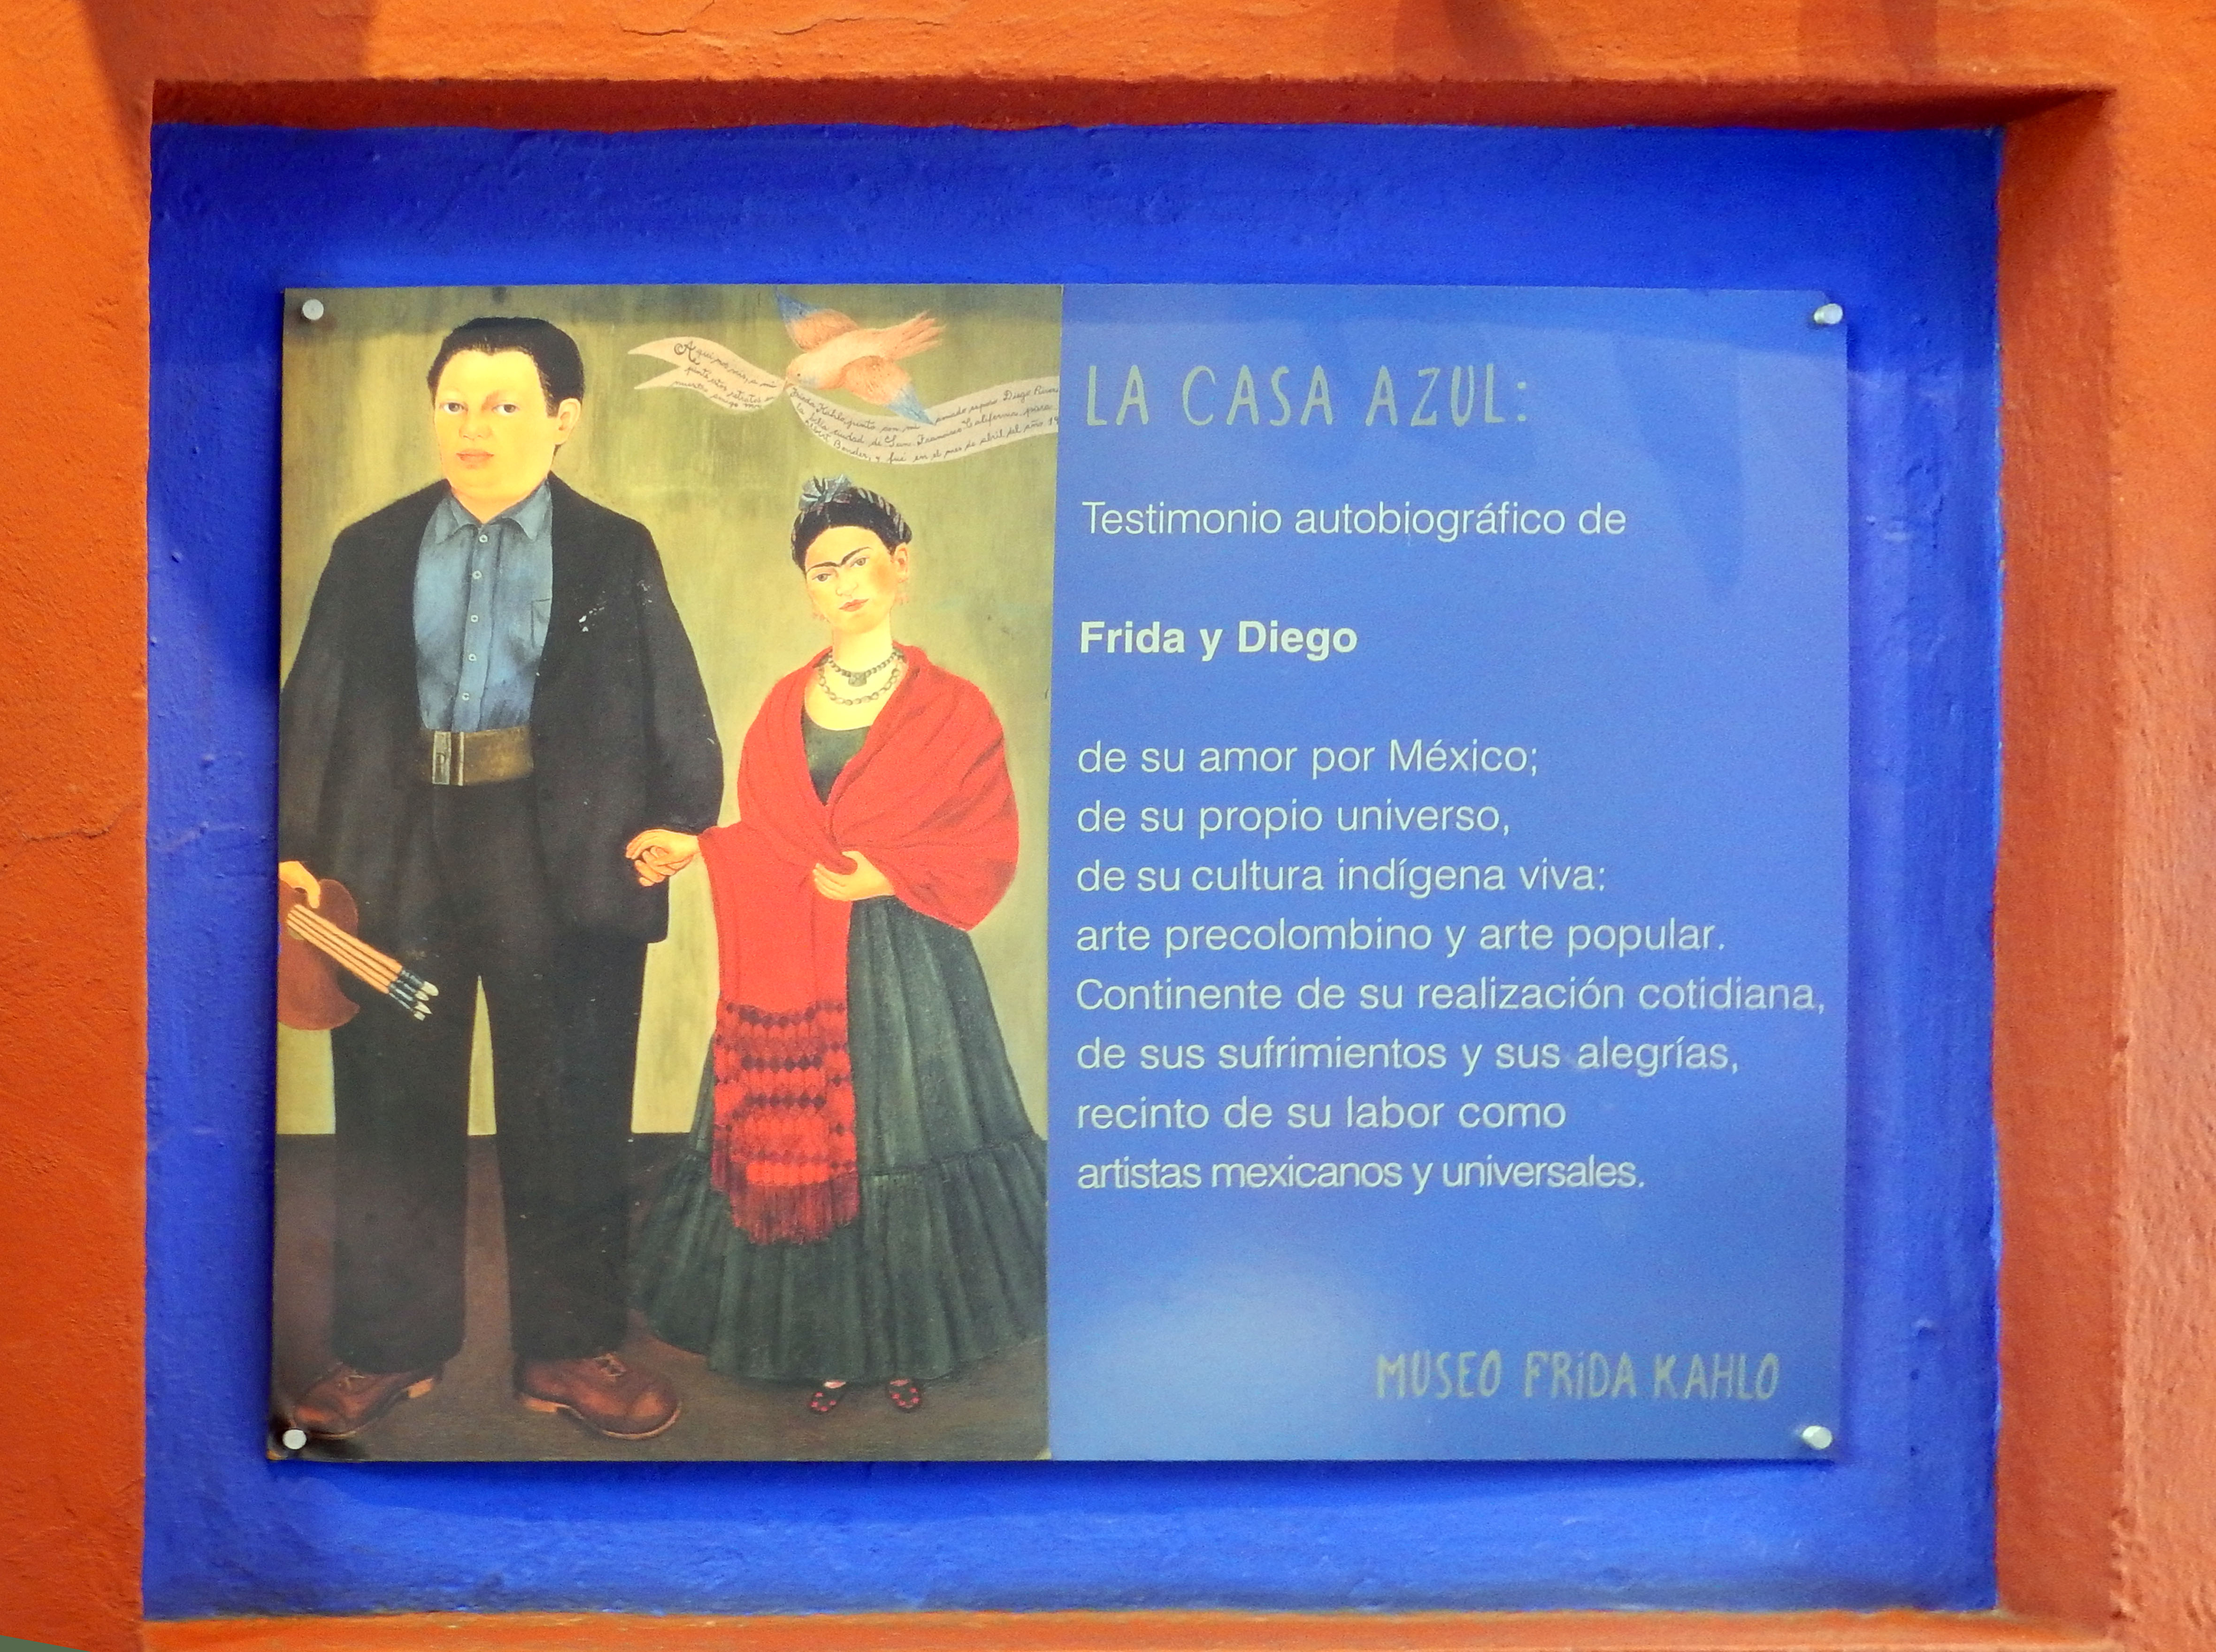 LA CASA AZUL:
Testimonio autobiográfico de
Frida y Diego
de su amor por México;
de su propio universo,
de su cultura indígena viva:
arte precolombino y arte popular.
Continente de su realización cotidiana,
de sus sufrimientos y sus alegrías,
recinto de su labor como
artistas mexicanos y universales.
MUSEO FRIDA KAHLO